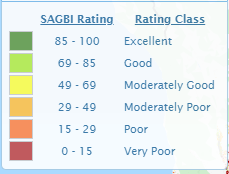 SAGBI Rating Rating Class
85 - 100 Excellent
69 - 85 Good
49 - 69 Moderately Good
29 - 49 Moderately Poor
15 - 29 Poor
0 - 15 Very Poor